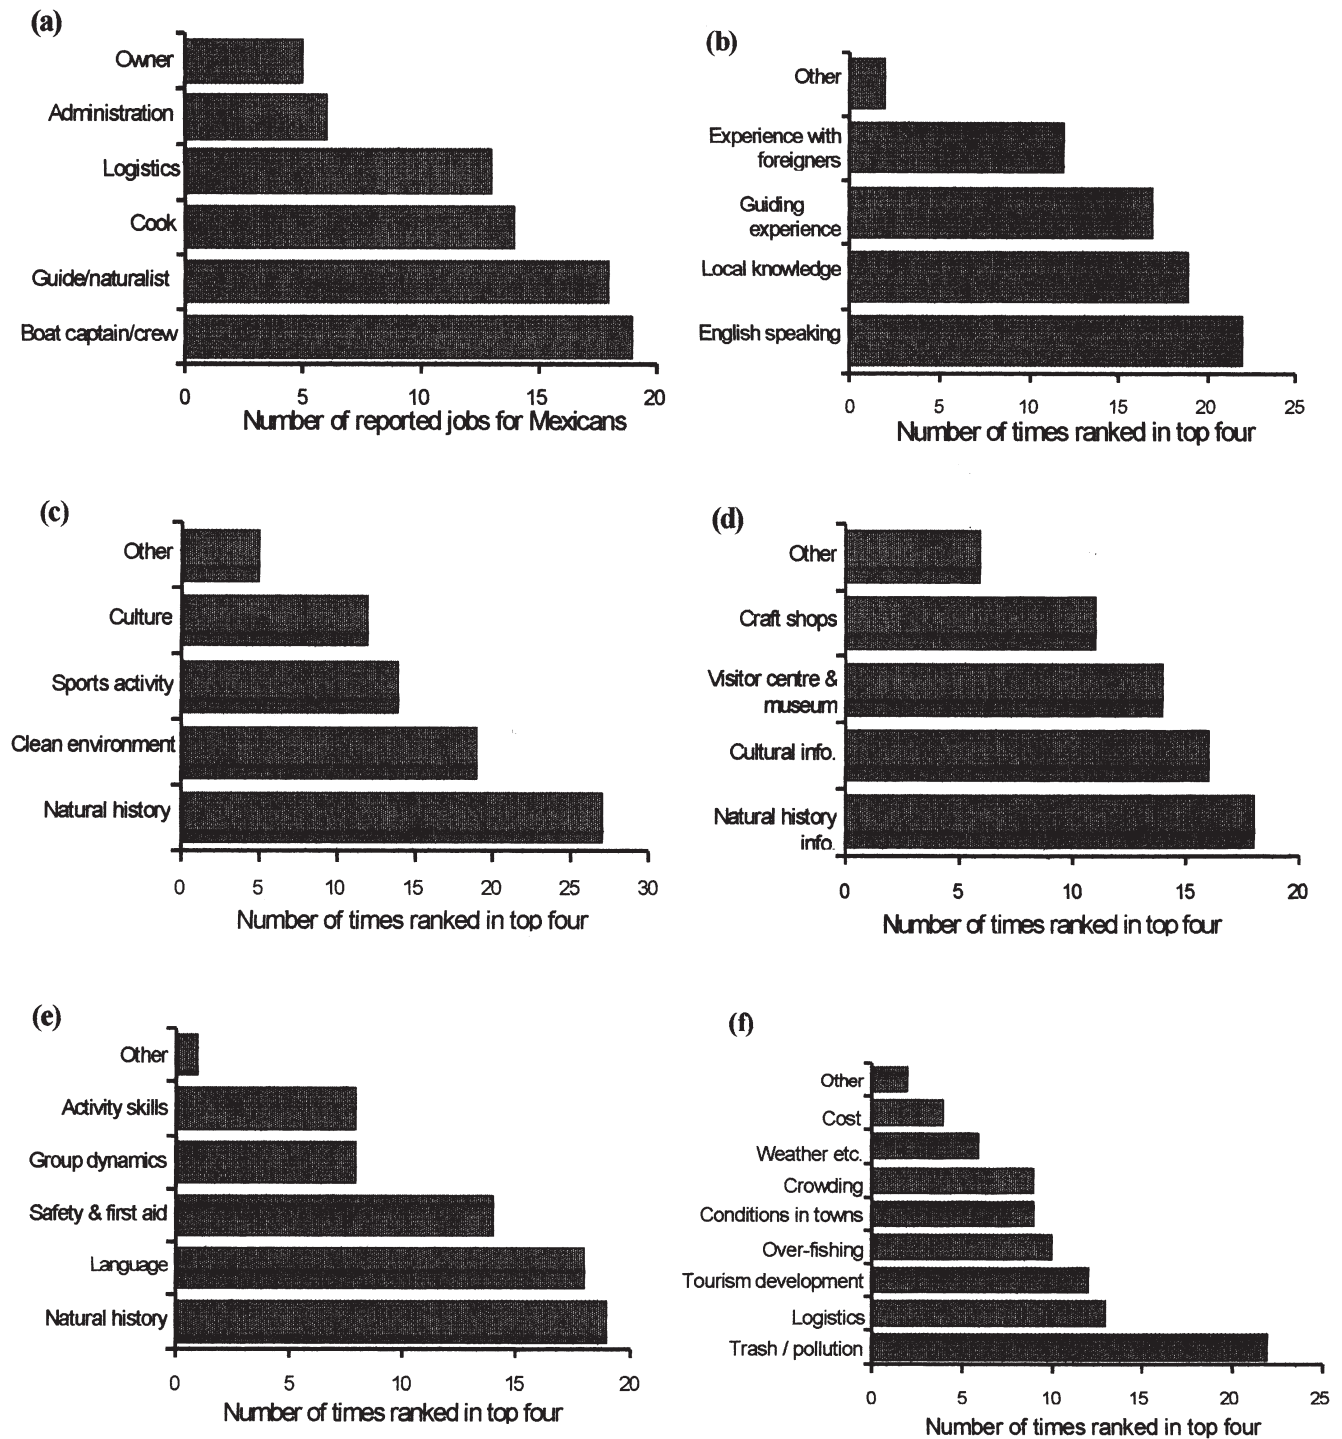 (a)
Owner
Administration
Logistics
Cook
Guide/naturalist
Boat captain/crew
0 5 10 15 20
Number of reported jobs for Mexicans
(b)
Other
Experience with
foreigners
Guiding
experience
Local knowledge
English speaking
0 5 10 15 20 25
Number of times ranked in top four
(c)
Other
Culture
Sports activity
Clean environment
Natural history
0 5 10 15 20 25 30
Number of times ranked in top four
(d)
Other
Craft shops
Visitor centre &
museum
Cultural info.
Natural history
info.
0 5 10 15 20
Number of times ranked in top four
(e)
Other
Activity skills
Group dynamics
Safety & first aid
Language
Natural history
0 5 10 15 20
Number of times ranked in top four
(f)
Other
Cost
Weather etc.
Crowding
Conditions in towns
Over-fishing
Tourism development
Logistics
Trash / pollution
0 5 10 15 20 25
Number of times ranked in top four